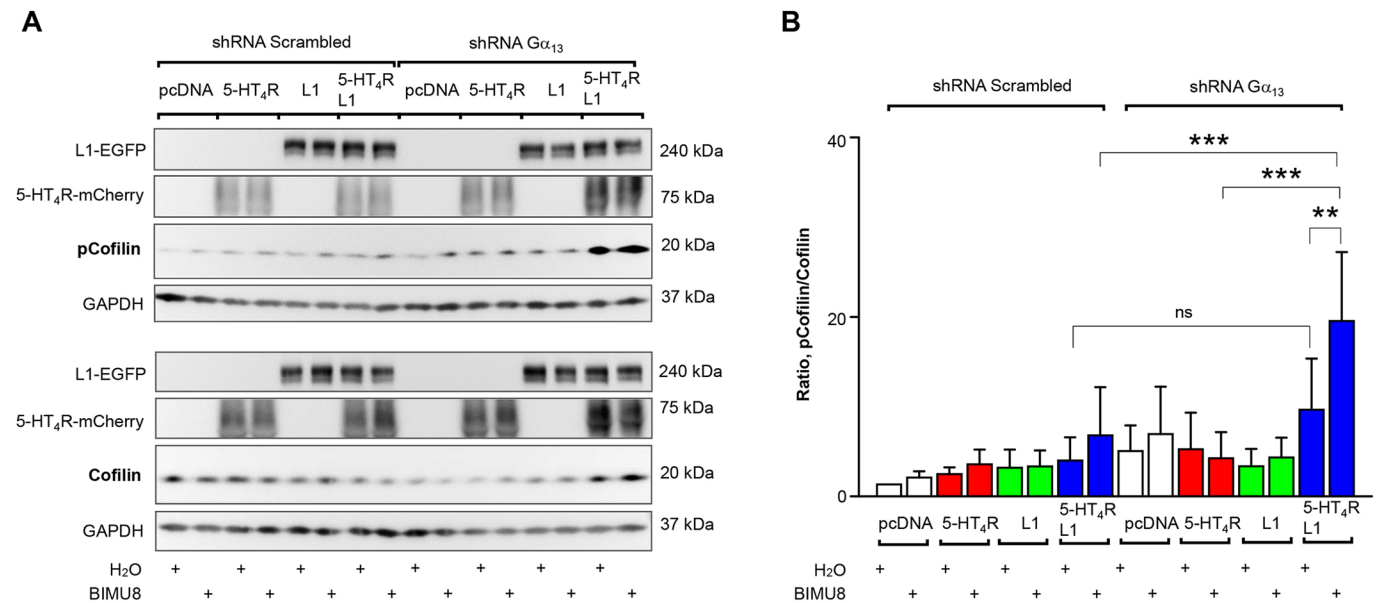 A
shRNA Scrambled shRNA Gα₁₃
pcDNA 5-HT₄R L1 5-HT₄R L1 pcDNA 5-HT₄R L1 5-HT₄R L1
L1-EGFP 240 kDa
5-HT₄R-mCherry 75 kDa
pCofilin 20 kDa
GAPDH 37 kDa
L1-EGFP 240 kDa
5-HT₄R-mCherry 75 kDa
Cofilin 20 kDa
GAPDH 37 kDa
H₂O + + + + + + + +
BIMU8 + + + + + + + +
B
shRNA Scrambled shRNA Gα₁₃
***
***
**
ns
Ratio, pCofilin/Cofilin
40
20
0
pcDNA 5-HT₄R L1 5-HT₄R L1 pcDNA 5-HT₄R L1 5-HT₄R L1
H₂O + + + + + + + +
BIMU8 + + + + + + + +